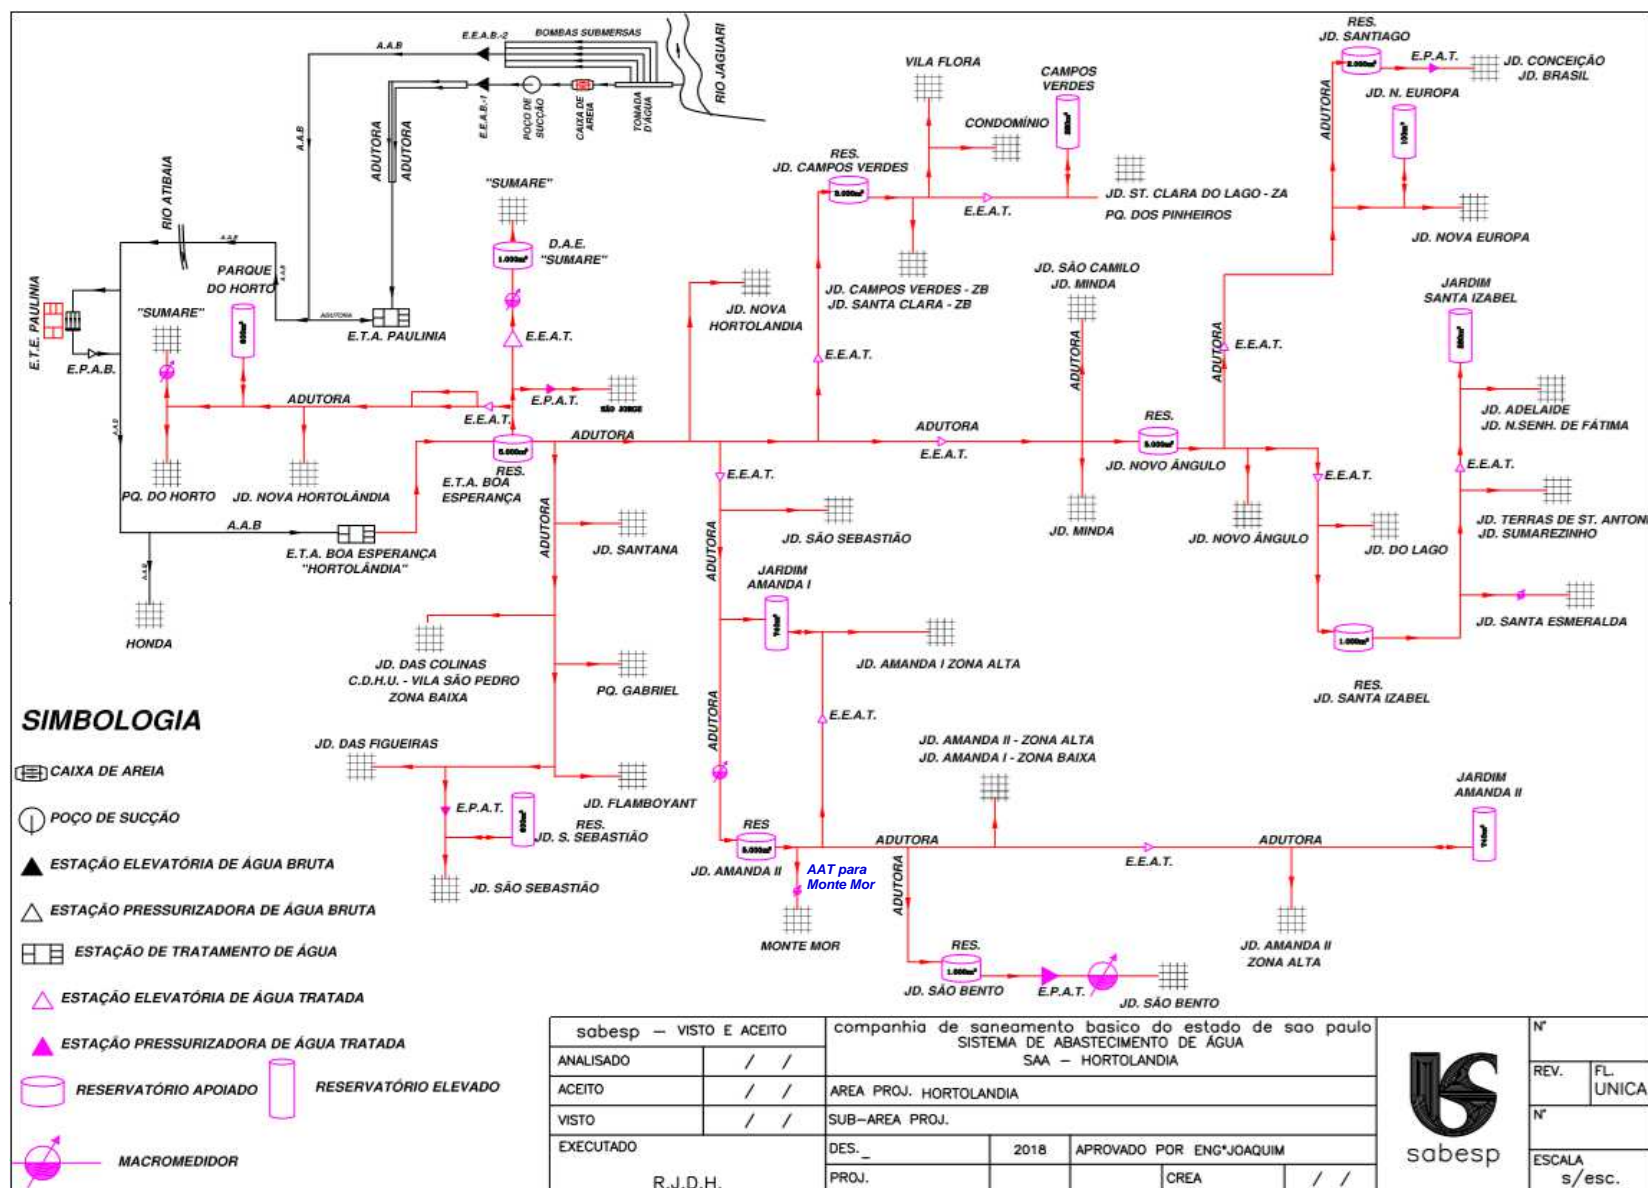 A.A.B
E.E.A.B.-2
BOMBAS SUBMERSAS
RIO JAGUARI
A.A.B
ADUTORA
ADUTORA
E.E.A.B.-1
POÇO DE
SUCÇÃO
CAIXA DE
AREIA
TOMADA
D'ÁGUA
RIO ATIBAIA
A.A.B
A.A.B
ADUTORA
E.T.A. PAULINIA
E.T.E. PAULINIA
E.P.A.B.
A.A.B
A.A.B
A.A.B
HONDA
E.T.A. BOA ESPERANÇA
"HORTOLÂNDIA"
PARQUE
DO HORTO
"SUMARE"
"SUMARE"
D.A.E.
"SUMARE"
1.000m³
E.E.A.T.
E.P.A.T.
SÃO JORGE
ADUTORA
E.E.A.T.
PQ. DO HORTO
JD. NOVA HORTOLÂNDIA
RES.
E.T.A. BOA
ESPERANÇA
ADUTORA
JD. NOVA
HORTOLANDIA
VILA FLORA
CONDOMÍNIO
CAMPOS
VERDES
RES.
JD. CAMPOS VERDES
E.E.A.T.
JD. ST. CLARA DO LAGO - ZA
PQ. DOS PINHEIROS
JD. CAMPOS VERDES - ZB
JD. SANTA CLARA - ZB
E.E.A.T.
JD. SÃO CAMILO
JD. MINDA
ADUTORA
ADUTORA
E.E.A.T.
JD. MINDA
RES.
5.000m³
JD. NOVO ÂNGULO
ADUTORA
E.E.A.T.
JD. NOVO ÂNGULO
RES.
JD. SANTIAGO
2.000m³
E.P.A.T.
JD. CONCEIÇÃO
JD. BRASIL
ADUTORA
JD. N. EUROPA
100m³
JD. NOVA EUROPA
JARDIM
SANTA IZABEL
JD. ADELAIDE
JD. N.SENH. DE FÁTIMA
E.E.A.T.
E.E.A.T.
JD. TERRAS DE ST. ANTONI
JD. SUMAREZINHO
JD. DO LAGO
JD. SANTA ESMERALDA
1.000m³
RES.
JD. SANTA IZABEL
ADUTORA
JD. SANTANA
JD. DAS COLINAS
C.D.H.U. - VILA SÃO PEDRO
ZONA BAIXA
PQ. GABRIEL
JD. DAS FIGUEIRAS
JD. FLAMBOYANT
E.P.A.T.
RES.
JD. S. SEBASTIÃO
JD. SÃO SEBASTIÃO
E.E.A.T.
ADUTORA
JD. SÃO SEBASTIÃO
JARDIM
AMANDA I
JD. AMANDA I ZONA ALTA
ADUTORA
E.E.A.T.
RES
5.000m³
JD. AMANDA II
AAT para
Monte Mor
MONTE MOR
JD. AMANDA II - ZONA ALTA
JD. AMANDA I - ZONA BAIXA
ADUTORA
ADUTORA
E.E.A.T.
ADUTORA
JARDIM
AMANDA II
JD. AMANDA II
ZONA ALTA
RES.
1.000m³
JD. SÃO BENTO
E.P.A.T.
JD. SÃO BENTO
SIMBOLOGIA
CAIXA DE AREIA
POÇO DE SUCÇÃO
ESTAÇÃO ELEVATÓRIA DE ÁGUA BRUTA
ESTAÇÃO PRESSURIZADORA DE ÁGUA BRUTA
ESTAÇÃO DE TRATAMENTO DE ÁGUA
ESTAÇÃO ELEVATÓRIA DE ÁGUA TRATADA
ESTAÇÃO PRESSURIZADORA DE ÁGUA TRATADA
RESERVATÓRIO APOIADO
RESERVATÓRIO ELEVADO
MACROMEDIDOR
sabesp – VISTO E ACEITO
ANALISADO / /
ACEITO / /
VISTO / /
EXECUTADO
R.J.D.H.
companhia de saneamento basico do estado de sao paulo
SISTEMA DE ABASTECIMENTO DE ÁGUA
SAA – HORTOLANDIA
AREA PROJ. HORTOLANDIA
SUB-AREA PROJ.
DES. _ 2018 APROVADO POR ENG°JOAQUIM
PROJ. CREA / /
sabesp
N°
REV. FL.
UNICA
N°
ESCALA
s/esc.